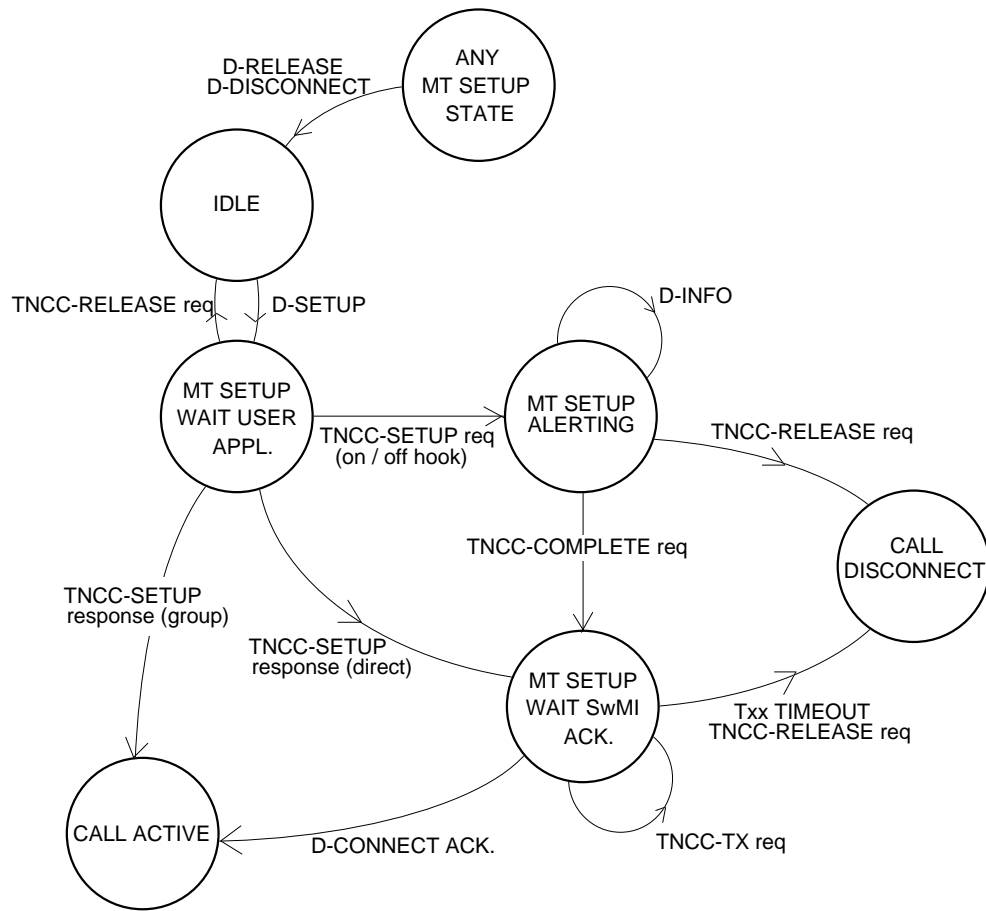 ANY
MT SETUP
STATE
D-RELEASE
D-DISCONNECT
IDLE
TNCC-RELEASE req
D-SETUP
D-INFO
MT SETUP
WAIT USER
APPL.
MT SETUP
ALERTING
TNCC-SETUP req
(on / off hook)
TNCC-RELEASE req
TNCC-COMPLETE req
CALL
DISCONNECT
TNCC-SETUP
response (group)
TNCC-SETUP
response (direct)
MT SETUP
WAIT SwMI
ACK.
Txx TIMEOUT
TNCC-RELEASE req
CALL ACTIVE
D-CONNECT ACK.
TNCC-TX req